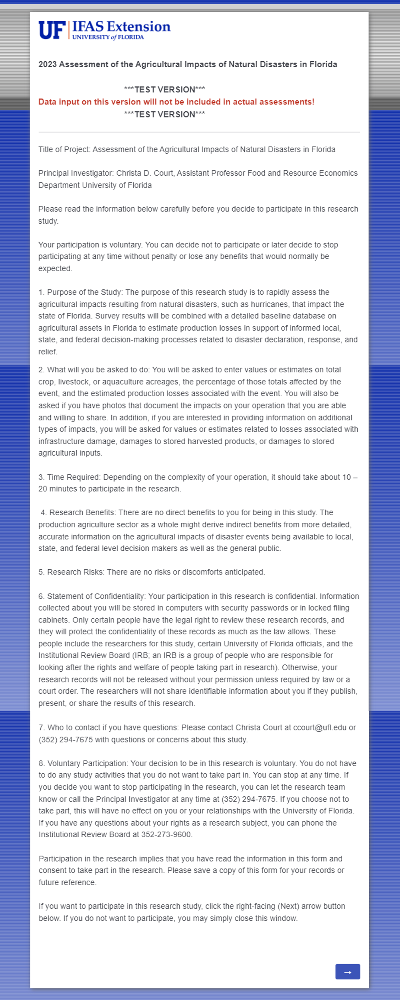 UF IFAS Extension
UNIVERSITY of FLORIDA
2023 Assessment of the Agricultural Impacts of Natural Disasters in Florida
***TEST VERSION***
Data input on this version will not be included in actual assessments!
***TEST VERSION***
Title of Project: Assessment of the Agricultural Impacts of Natural Disasters in Florida
Principal Investigator: Christa D. Court, Assistant Professor Food and Resource Economics
Department University of Florida
Please read the information below carefully before you decide to participate in this research
study.
Your participation is voluntary. You can decide not to participate or later decide to stop
participating at any time without penalty or lose any benefits that would normally be
expected.
1. Purpose of the Study: The purpose of this research study is to rapidly assess the
agricultural impacts resulting from natural disasters, such as hurricanes, that impact the
state of Florida. Survey results will be combined with a detailed baseline database on
agricultural assets in Florida to estimate production losses in support of informed local,
state, and federal decision-making processes related to disaster declaration, response, and
relief.
2. What will you be asked to do: You will be asked to enter values or estimates on total
crop, livestock, or aquaculture acreages, the percentage of those totals affected by the
event, and the estimated production losses associated with the event. You will also be
asked if you have photos that document the impacts on your operation that you are able
and willing to share. In addition, if you are interested in providing information on additional
types of impacts, you will be asked for values or estimates related to losses associated with
infrastructure damage, damages to stored harvested products, or damages to stored
agricultural inputs.
3. Time Required: Depending on the complexity of your operation, it should take about 10 –
20 minutes to participate in the research.
4. Research Benefits: There are no direct benefits to you for being in this study. The
production agriculture sector as a whole might derive indirect benefits from more detailed,
accurate information on the agricultural impacts of disaster events being available to local,
state, and federal level decision makers as well as the general public.
5. Research Risks: There are no risks or discomforts anticipated.
6. Statement of Confidentiality: Your participation in this research is confidential. Information
collected about you will be stored in computers with security passwords or in locked filing
cabinets. Only certain people have the legal right to review these research records, and
they will protect the confidentiality of these records as much as the law allows. These
people include the researchers for this study, certain University of Florida officials, and the
Institutional Review Board (IRB; an IRB is a group of people who are responsible for
looking after the rights and welfare of people taking part in research). Otherwise, your
research records will not be released without your permission unless required by law or a
court order. The researchers will not share identifiable information about you if they publish,
present, or share the results of this research.
7. Who to contact if you have questions: Please contact Christa Court at ccourt@ufl.edu or
(352) 294-7675 with questions or concerns about this study.
8. Voluntary Participation: Your decision to be in this research is voluntary. You do not have
to do any study activities that you do not want to take part in. You can stop at any time. If
you decide you want to stop participating in the research, you can let the research team
know or call the Principal Investigator at any time at (352) 294-7675. If you choose not to
take part, this will have no effect on you or your relationships with the University of Florida.
If you have any questions about your rights as a research subject, you can phone the
Institutional Review Board at 352-273-9600.
Participation in the research implies that you have read the information in this form and
consent to take part in the research. Please save a copy of this form for your records or
future reference.
If you want to participate in this research study, click the right-facing (Next) arrow button
below. If you do not want to participate, you may simply close this window.
→